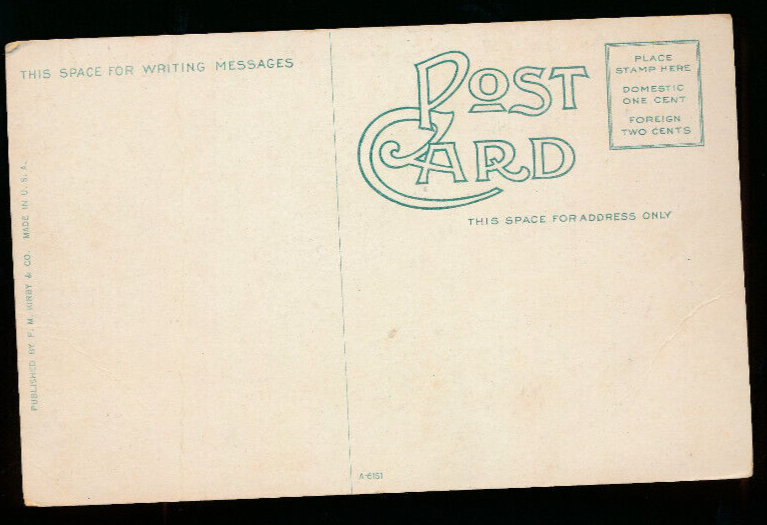 THIS SPACE FOR WRITING MESSAGES
POST
CARD
PLACE
STAMP HERE
DOMESTIC
ONE CENT
FOREIGN
TWO CENTS
THIS SPACE FOR ADDRESS ONLY
PUBLISHED BY F. M. KIRBY & CO. MADE IN U. S. A.
A-6151